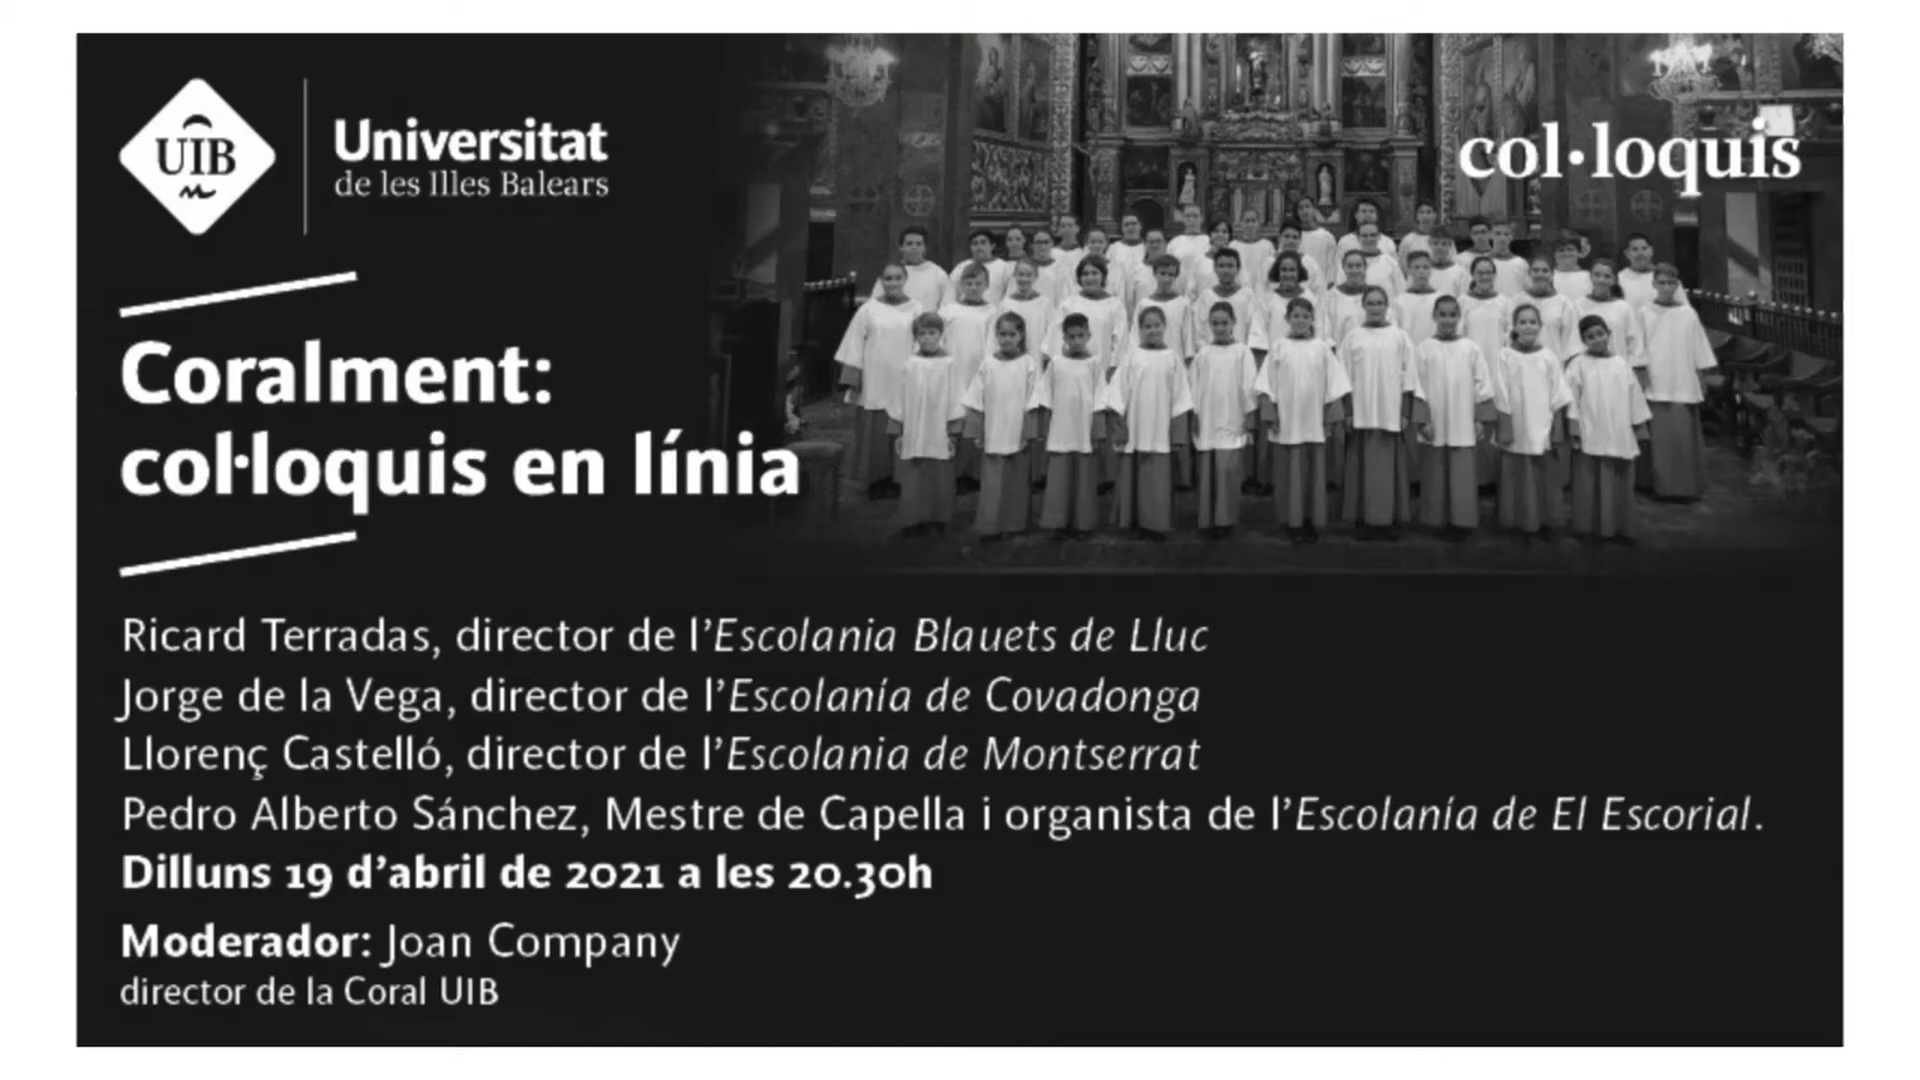 UIB
Universitat
de les Illes Balears
col·loquis
Coralment:
col·loquis en línia
Ricard Terradas, director de l’Escolania Blauets de Lluc
Jorge de la Vega, director de l’Escolanía de Covadonga
Llorenç Castelló, director de l’Escolania de Montserrat
Pedro Alberto Sánchez, Mestre de Capella i organista de l’Escolanía de El Escorial.
Dilluns 19 d’abril de 2021 a les 20.30h
Moderador: Joan Company
director de la Coral UIB